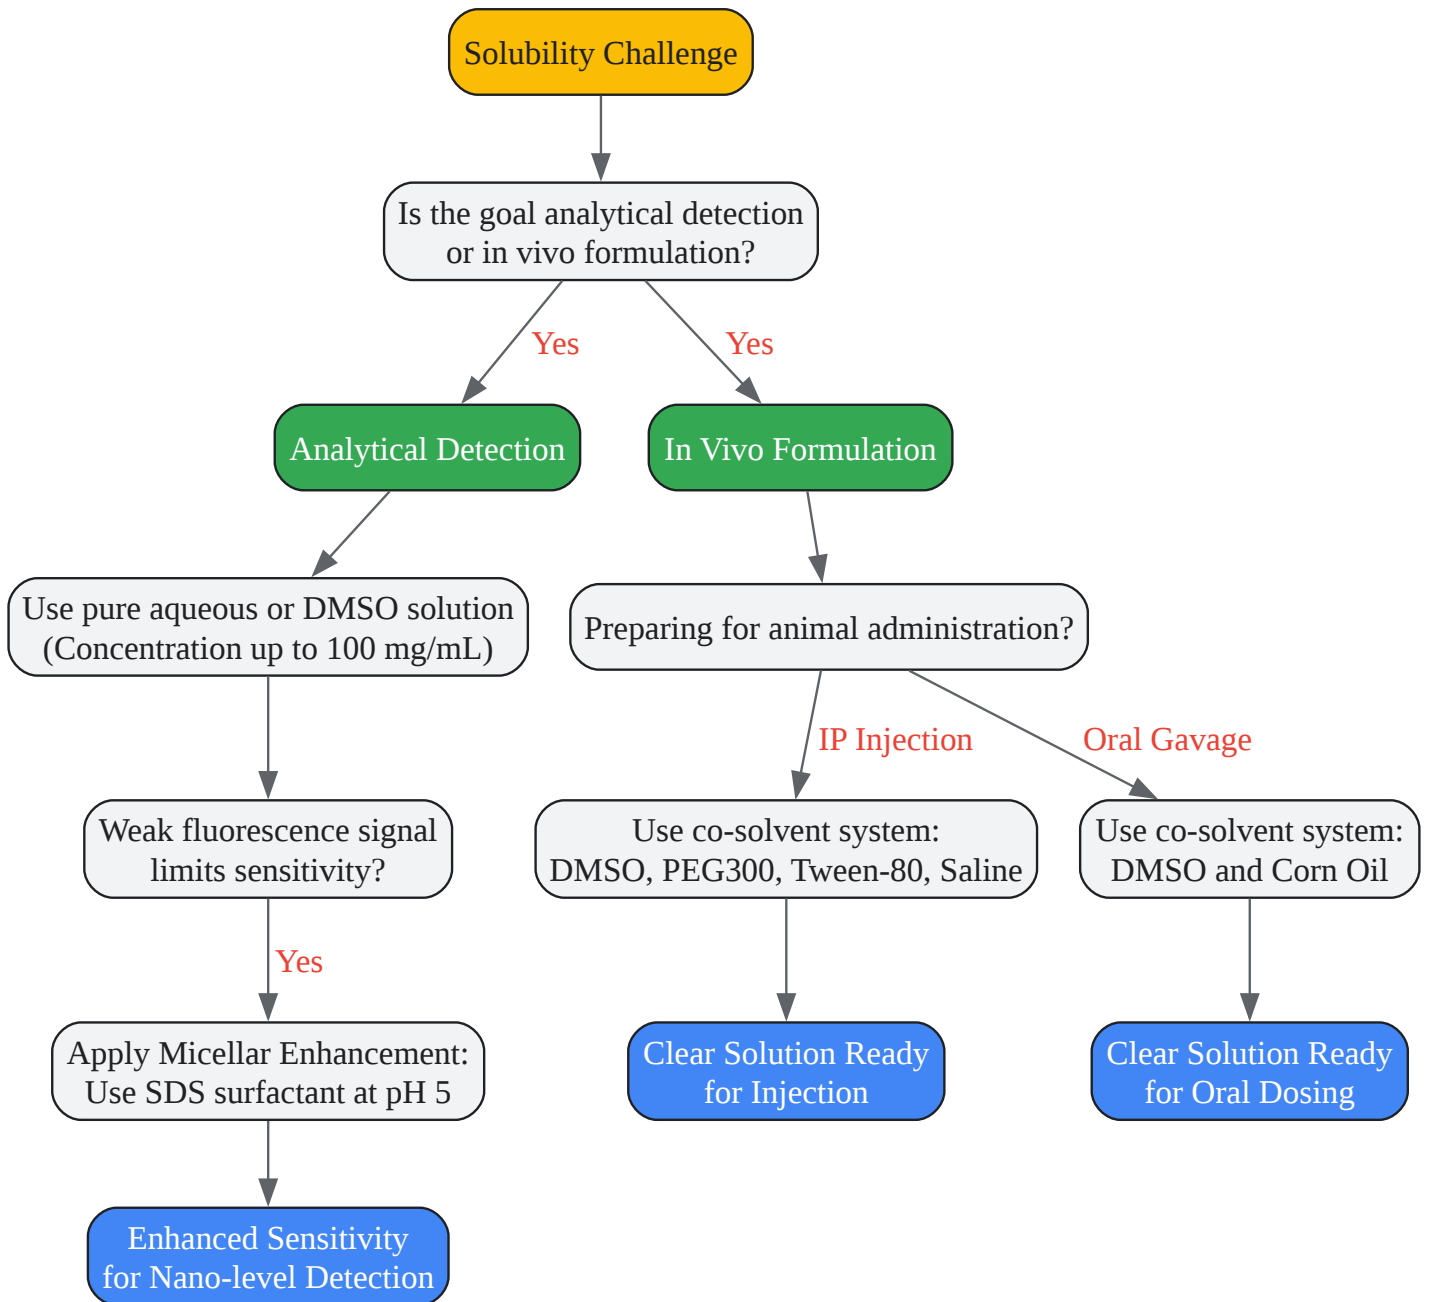 Solubility Challenge
Is the goal analytical detection
or in vivo formulation?
Yes
Yes
Analytical Detection
In Vivo Formulation
Use pure aqueous or DMSO solution
(Concentration up to 100 mg/mL)
Preparing for animal administration?
IP Injection
Oral Gavage
Weak fluorescence signal
limits sensitivity?
Use co-solvent system:
DMSO, PEG300, Tween-80, Saline
Use co-solvent system:
DMSO and Corn Oil
Yes
Apply Micellar Enhancement:
Use SDS surfactant at pH 5
Clear Solution Ready
for Injection
Clear Solution Ready
for Oral Dosing
Enhanced Sensitivity
for Nano-level Detection